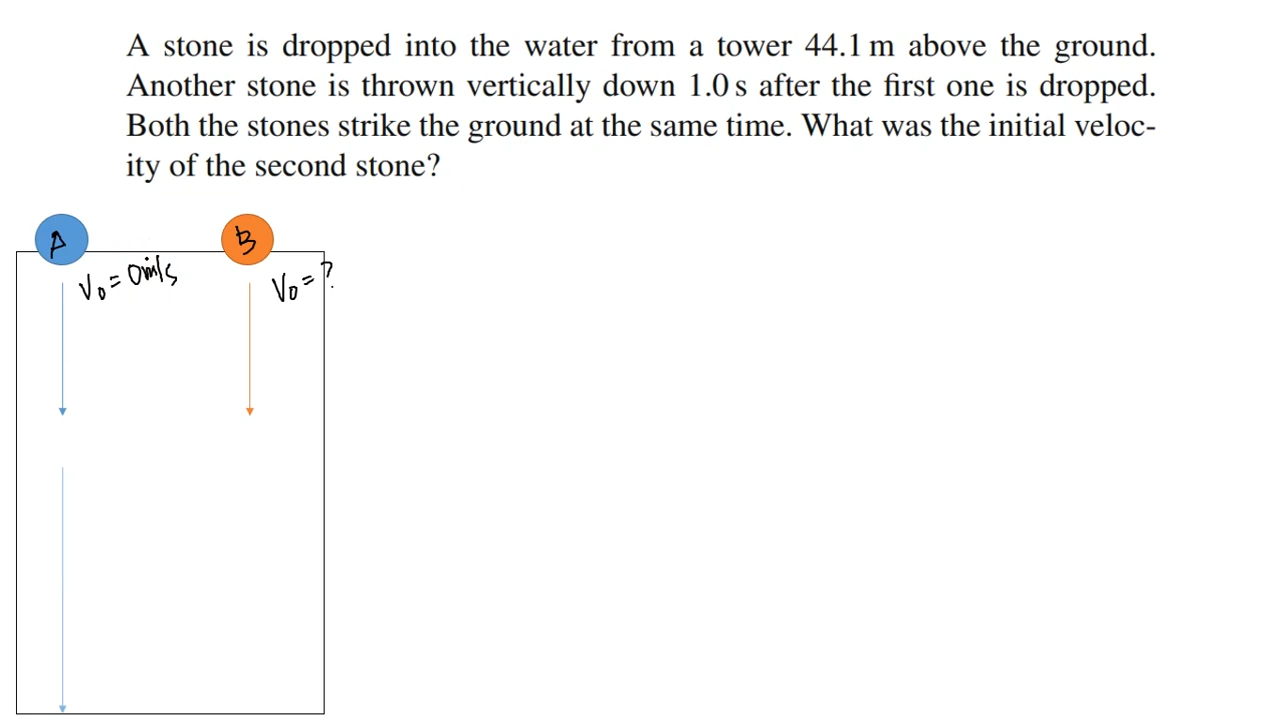 A stone is dropped into the water from a tower 44.1 m above the ground.
Another stone is thrown vertically down 1.0 s after the first one is dropped.
Both the stones strike the ground at the same time. What was the initial veloc-
ity of the second stone?
A B
V₀ = 0m/s V₀ = ?